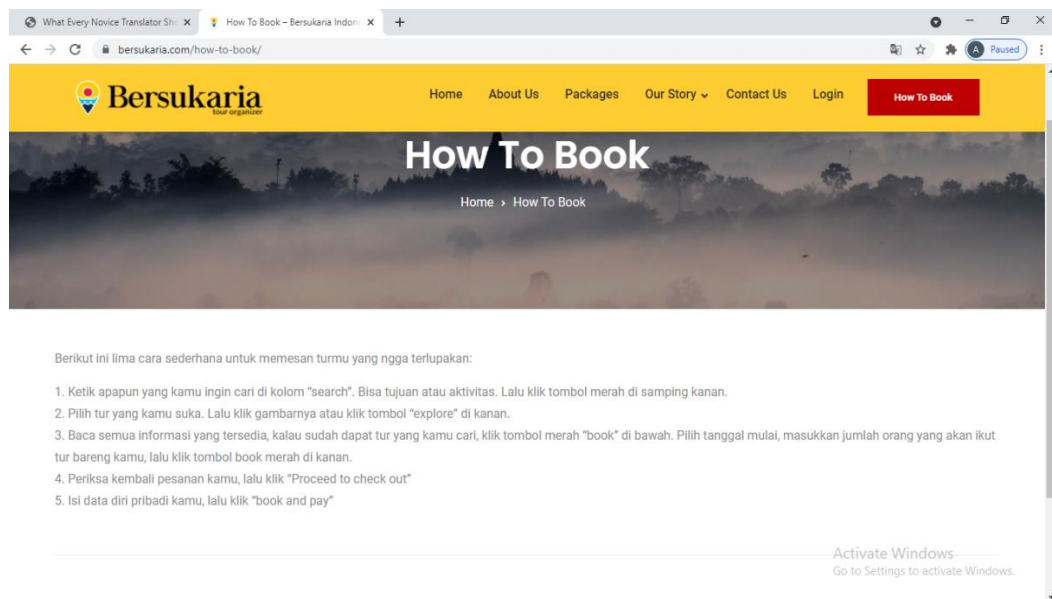 What Every Novice Translator Sh
How To Book – Bersukaria Indon
bersukaria.com/how-to-book/
A Paused
Bersukaria
tour organizer
Home About Us Packages Our Story Contact Us Login How To Book
How To Book
Home › How To Book
Berikut ini lima cara sederhana untuk memesan turmu yang ngga terlupakan:
1. Ketik apapun yang kamu ingin cari di kolom “search”. Bisa tujuan atau aktivitas. Lalu klik tombol merah di samping kanan.
2. Pilih tur yang kamu suka. Lalu klik gambarnya atau klik tombol “explore” di kanan.
3. Baca semua informasi yang tersedia, kalau sudah dapat tur yang kamu cari, klik tombol merah “book” di bawah. Pilih tanggal mulai, masukkan jumlah orang yang akan ikut
tur bareng kamu, lalu klik tombol book merah di kanan.
4. Periksa kembali pesanan kamu, lalu klik “Proceed to check out”
5. Isi data diri pribadi kamu, lalu klik “book and pay”
Activate Windows
Go to Settings to activate Windows.